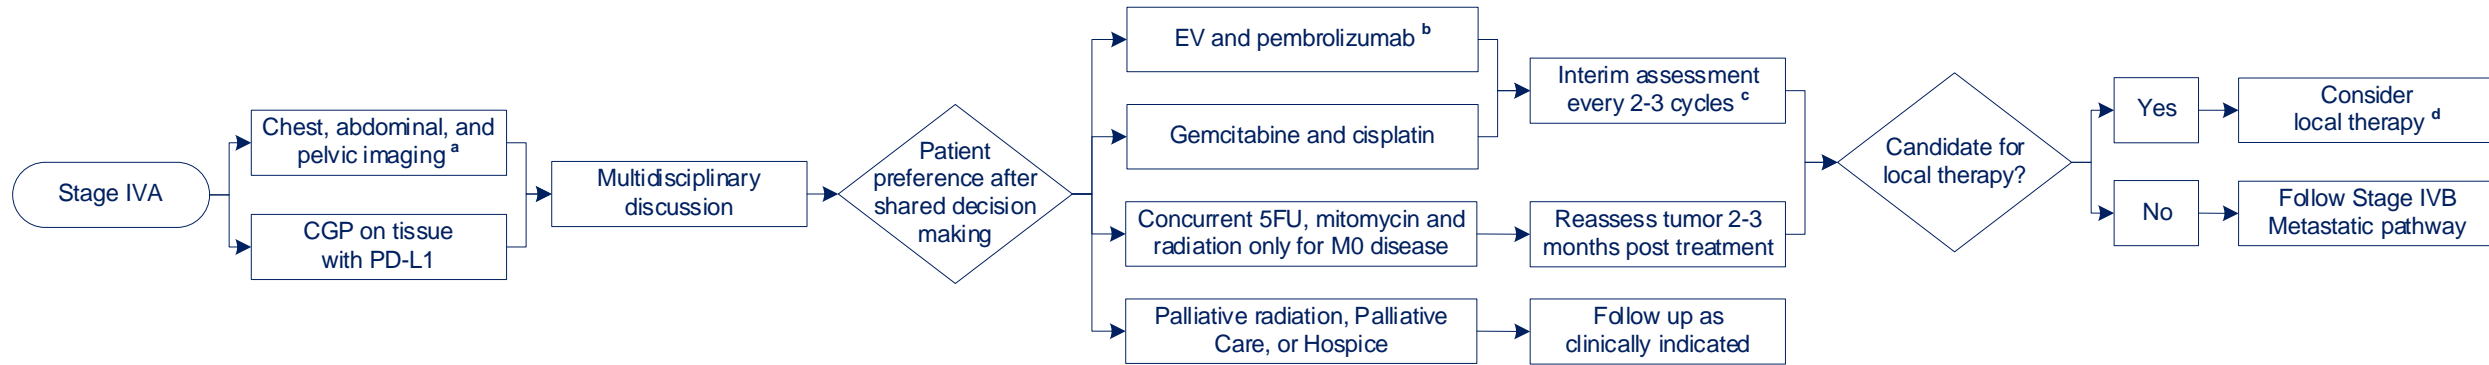 Stage IVA
Chest, abdominal, and
pelvic imaging a
CGP on tissue
with PD-L1
Multidisciplinary
discussion
Patient
preference after
shared decision
making
EV and pembrolizumab b
Gemcitabine and cisplatin
Concurrent 5FU, mitomycin and
radiation only for M0 disease
Palliative radiation, Palliative
Care, or Hospice
Interim assessment
every 2-3 cycles c
Reassess tumor 2-3
months post treatment
Follow up as
clinically indicated
Candidate for
local therapy?
Yes
Consider
local therapy d
No
Follow Stage IVB
Metastatic pathway